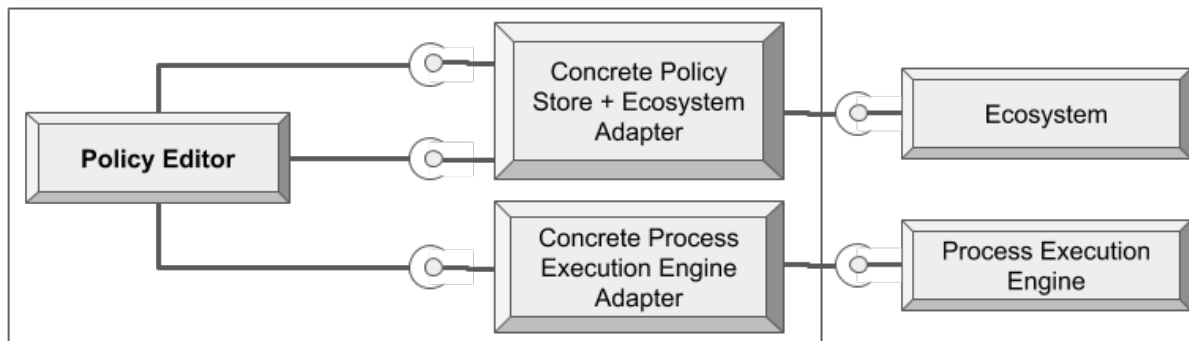 Policy Editor
Concrete Policy
Store + Ecosystem
Adapter
Ecosystem
Concrete Process
Execution Engine
Adapter
Process Execution
Engine